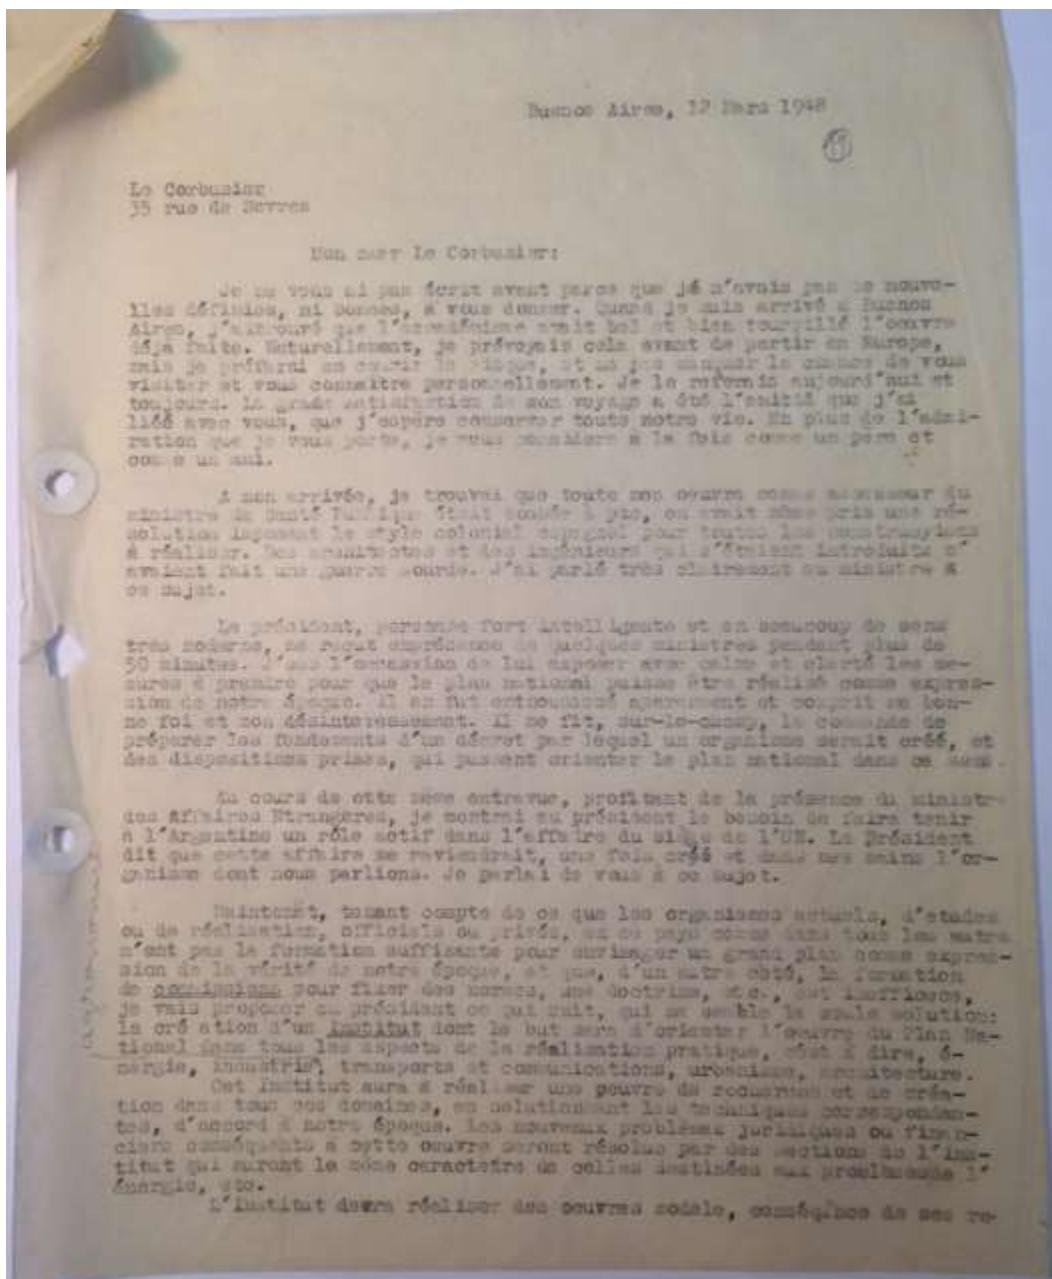 Buenos Aires, 12 Mars 1948
Le Corbusier
35 rue de Sevres
Mon cher Le Corbusier:
Je ne vous ai pas écrit avant parce que jé n'avais pas de nouve-
lles définies, ni bonnes, à vous donner. Quand je suis arrivé à Buenos
Aires, j'ai trouvé que l'académisme avait bel et bien torpillé l'oeuvre
déjà faite. Naturellement, je prévoyais cela avant de partir en Europe,
mais je préférai en courir le risque, et ne pas manquer la chance de vous
visiter et vous connaître personnellement. Je le referais aujourd'hui et
toujours. La grade satisfaction de mon voyage a été l'amitié que j'ai
liée avec vous, que j'espère conserver toute notre vie. En plus de l'admi-
ration que je vous porte, je vous considère à la fois come un père et
come un ami.
A mon arrivée, je trouvai que toute mon oeuvre comme assesseur du
ministre de Santé Publique était tombée à pic, on avait même pris une ré-
solution imposant le style colonial espagnol pour toutes les constructions
à réaliser. Des architectes et des ingénieurs qui s'étaient introduits m'
avaient fait une guerre sourde. J'ai parlé très clairement au ministre à
ce sujet.
Le président, personne fort intelligente et en beaucoup de sens
très moderne, me reçut en présence de quelques ministres pendant plus de
50 minutes. J'eus l'occassion de lui exposer avec calme et clarté les me-
sures à prendre pour que le plan national puisse être réalisé comme expres-
sion de notre époque. Il en fut et comprit ma bon-
ne foi et mon désinteressement. Il me fit, sur-le-champ, la commande de
préparer les fondements d'un décret par lequel un organisme serait créé, et
des dispositions prises, qui pussent orienter le plan national dans ce sens.
Au cours de ette même entrevue, profitant de la présence du ministre
des Affaires Etrangères, je montrai au président le besoin de faire tenir
à l'Argentine un rôle actif dans l'affaire du siège de l'UN. Le Président
dit que cette affaire me reviendrait, une fois créé et dans mes mains l'or-
ganisme dont nous parlions. Je parlai de vous à ce sujet.
Maintenat, tenant compte de ce que les organismes actuels, d'etudes
ou de réalisation, officiels ou privés, en ce pays comme dans tous les autre
n'ont pas la formation suffisante pour envisager un grand plan come expres-
sion de la vérité de notre époque, et que, d'un autre côté, la formation
de commissions pour fixer des normes, une doctrine, etc., est inefficace,
je vais proposer au président ce qui suit, qui me semble la seule solution:
la cré ation d'un Institut dont le but sera d'orienter l'oeuvre du Plan Na-
tional dans tous les aspects de la réalisation pratique, c'est à dire, é-
nergie, industrie, transports et communications, urbanisme, architecture.
Cet Institut aura à réaliser une oeuvre de recherche et de créa-
tion dans tous ces domaines, en solutionnant les techniques correspondan-
tes, d'accord à notre époque. Les nouveaux problèmes juridiques ou finan-
ciers conséquents à cette oeuvre seront résolus par des sections de l'ins-
titut qui auront le même caractère de celles destinées aux l'
énergie, etc.
L'Institut devra réaliser des oeuvres modèle, de ses re-